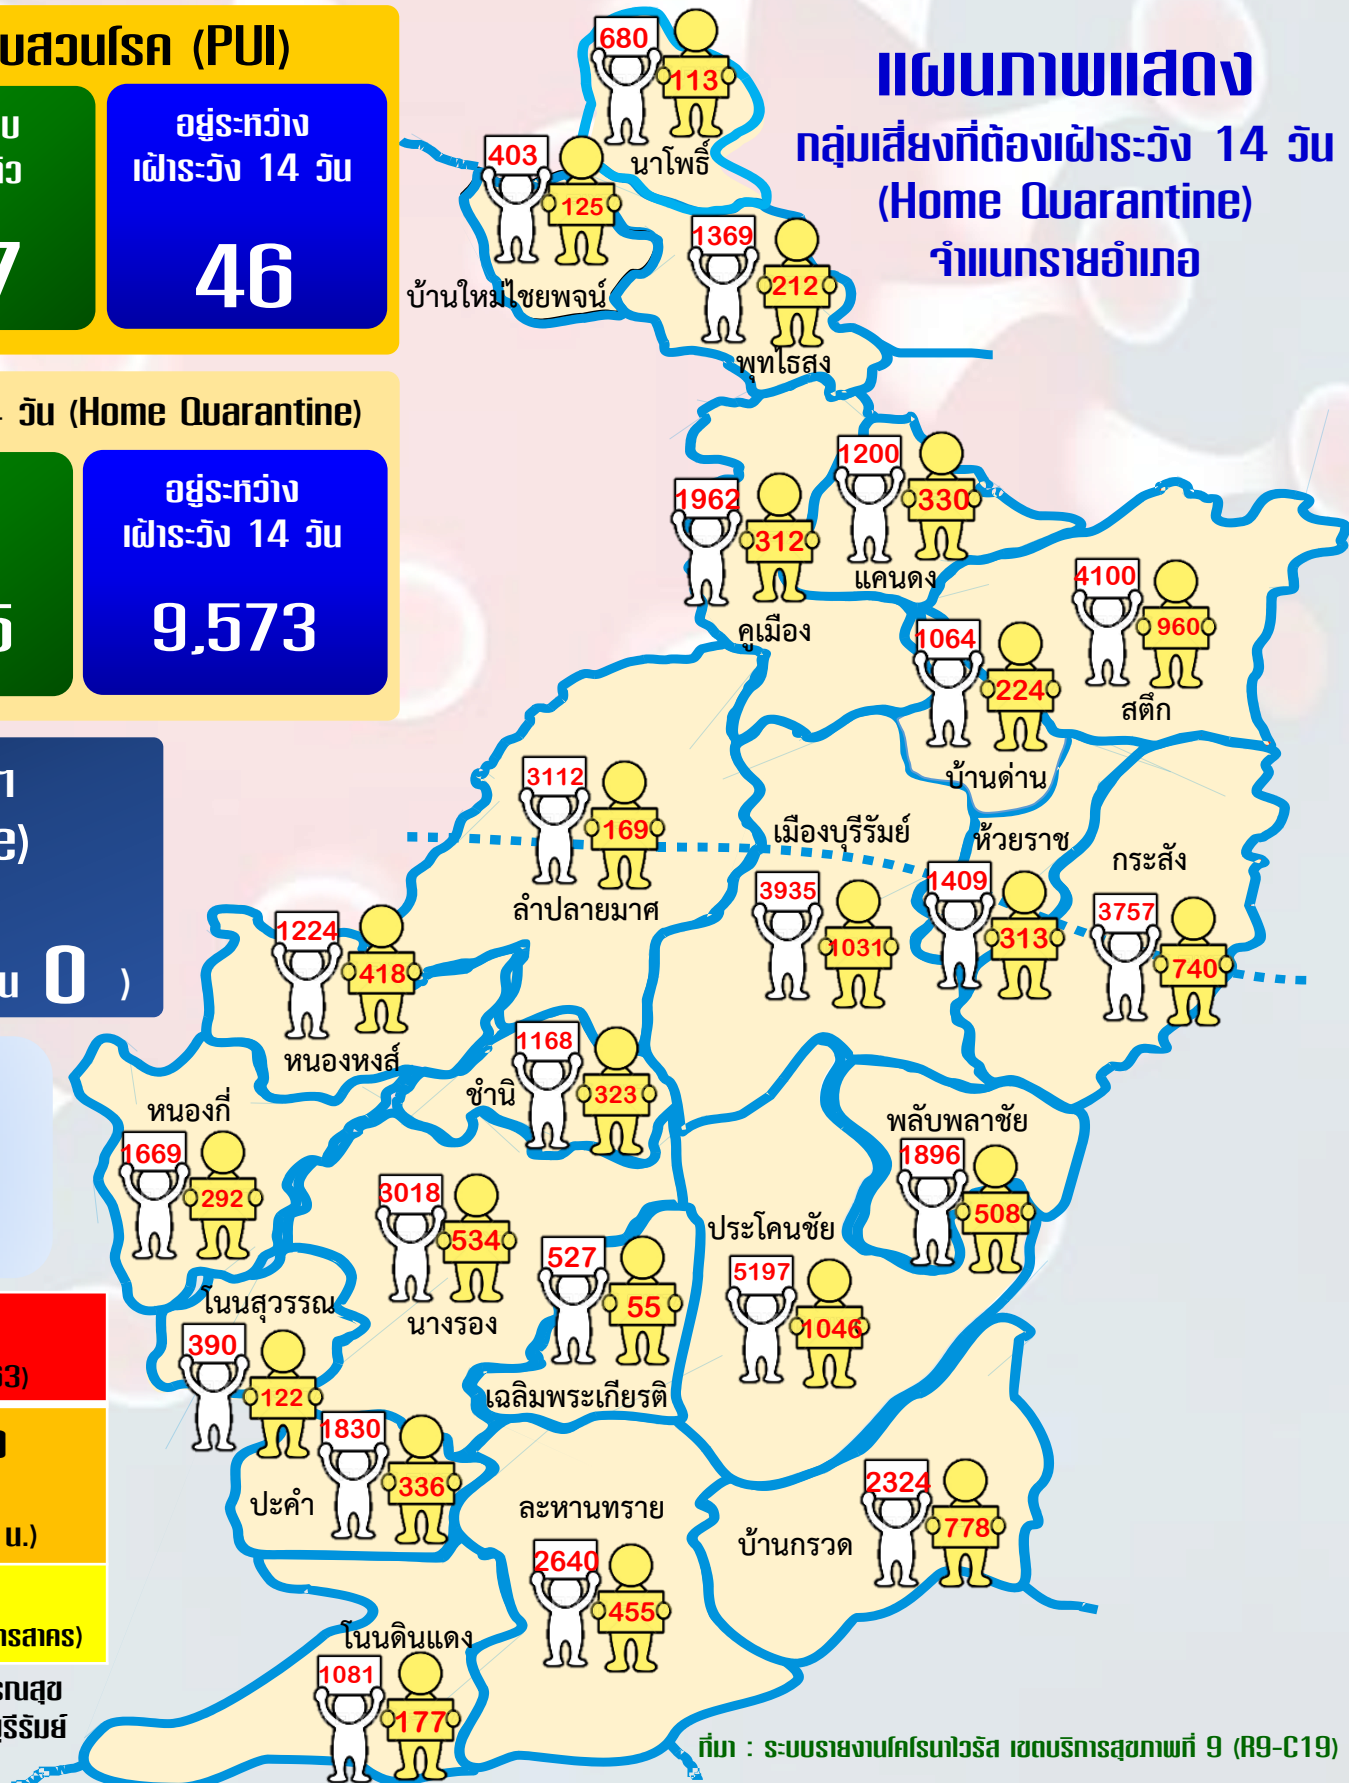 แผนภาพแสดง
กลุ่มเสี่ยงที่ต้องเฝ้าระวัง 14 วัน
(Home Quarantine)
จำแนกรายอำเภอ
(PUI)
อยู่ระหว่าง
เฝ้าระวัง 14 วัน
7
46
วัน (Home Quarantine)
อยู่ระหว่าง
เฝ้าระวัง 14 วัน
5
9,573
0 )
น.)
680
113
นาโพธิ์
403
125
บ้านใหม่ไชยพจน์
1369
212
พุทไธสง
1200
330
แคนดง
1962
312
คูเมือง
4100
960
สตึก
1064
224
บ้านด่าน
3112
169
ลำปลายมาศ
เมืองบุรีรัมย์
3935
1031
ห้วยราช
1409
313
กระสัง
3757
740
1224
418
หนองหงส์
1168
323
ชำนิ
หนองกี่
1669
292
พลับพลาชัย
1896
508
3018
534
นางรอง
527
55
เฉลิมพระเกียรติ
ประโคนชัย
5197
1046
โนนสุวรรณ
390
122
1830
336
ปะคำ
ละหานทราย
2640
455
2324
778
บ้านกรวด
โนนดินแดง
1081
177
ที่มา : ระบบรายงานโคโรนาไวรัส เขตบริการสุขภาพที่ 9 (R9-C19)